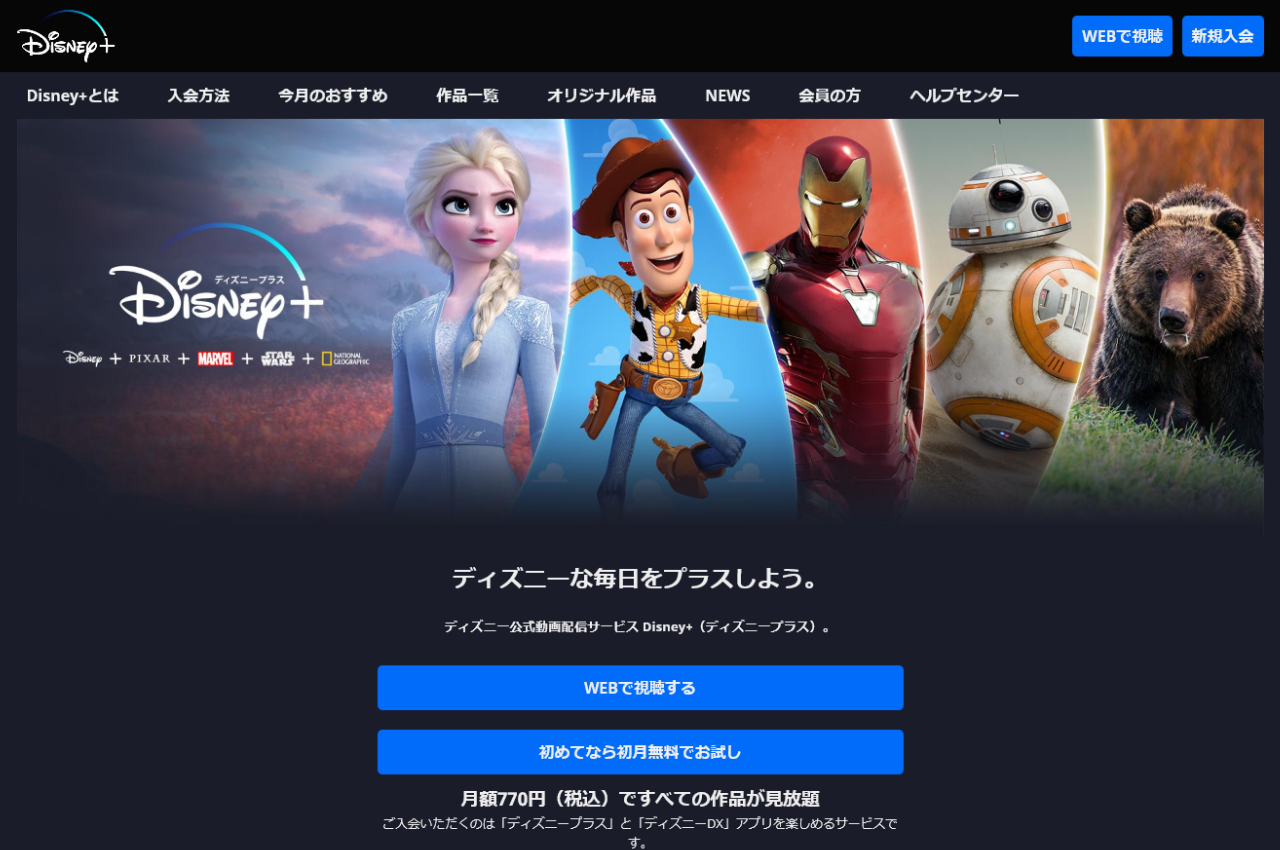 Disney+
WEBで視聴
新規入会
Disney+とは
入会方法
今月のおすすめ
作品一覧
オリジナル作品
NEWS
会員の方
ヘルプセンター
ディズニープラス
Disney+
Disney + PIXAR + MARVEL + STAR WARS + NATIONAL GEOGRAPHIC
ディズニーな毎日をプラスしよう。
ディズニー公式動画配信サービス Disney+（ディズニープラス）。
WEBで視聴する
初めてなら初月無料でお試し
月額770円（税込）ですべての作品が見放題
ご入会いただくのは「ディズニープラス」と「ディズニーDX」アプリを楽しめるサービスで
す。